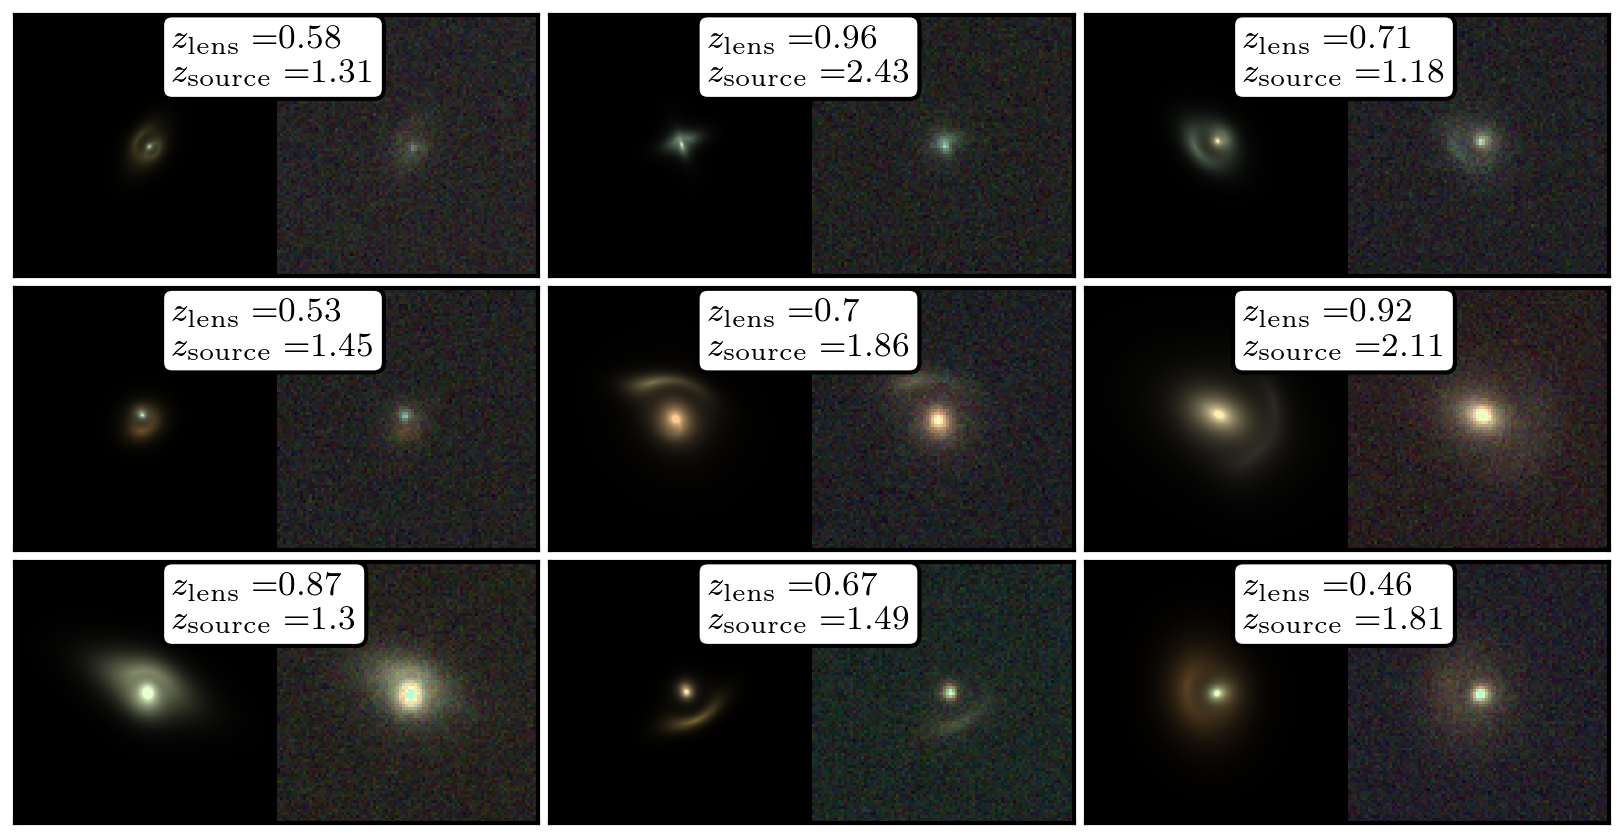 z_lens =0.58
z_source =1.31
z_lens =0.96
z_source =2.43
z_lens =0.71
z_source =1.18
z_lens =0.53
z_source =1.45
z_lens =0.7
z_source =1.86
z_lens =0.92
z_source =2.11
z_lens =0.87
z_source =1.3
z_lens =0.67
z_source =1.49
z_lens =0.46
z_source =1.81